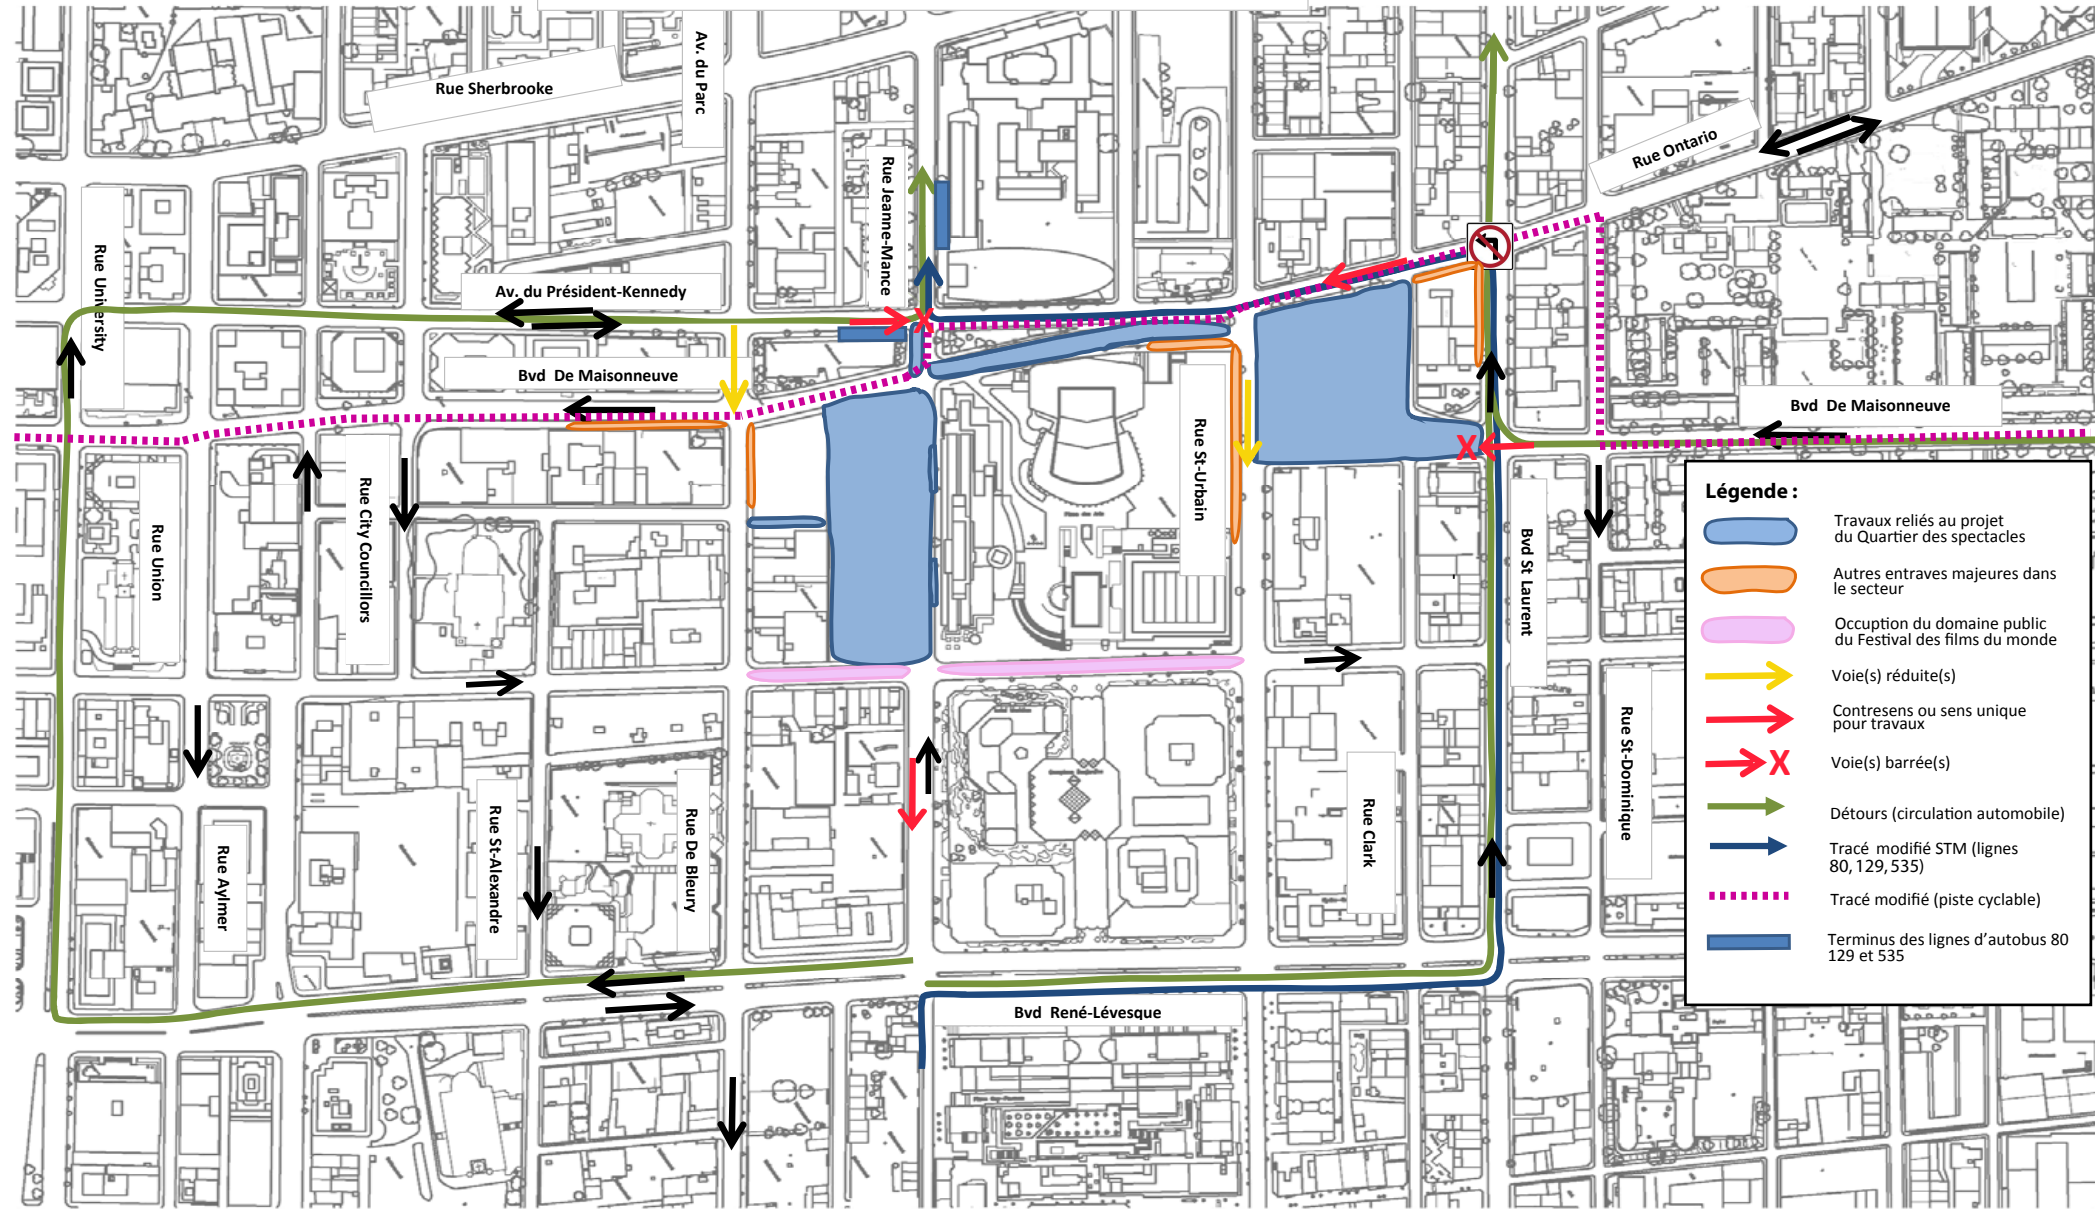 Rue Sherbrooke
Av. du Parc
Rue Ontario
Rue Jeanne-Mance
Rue University
Av. du Président-Kennedy
Bvd De Maisonneuve
Bvd De Maisonneuve
Rue St-Urbain
Rue Union
Rue City Councillors
Bvd St Laurent
Rue St-Dominique
Rue Aylmer
Rue St-Alexandre
Rue De Bleury
Rue Clark
Bvd René-Lévesque
X
X
Légende :
Travaux reliés au projet
du Quartier des spectacles
Autres entraves majeures dans
le secteur
Occuption du domaine public
du Festival des films du monde
Voie(s) réduite(s)
Contresens ou sens unique
pour travaux
X
Voie(s) barrée(s)
Détours (circulation automobile)
Tracé modifié STM (lignes
80, 129, 535)
Tracé modifié (piste cyclable)
Terminus des lignes d'autobus 80
129 et 535